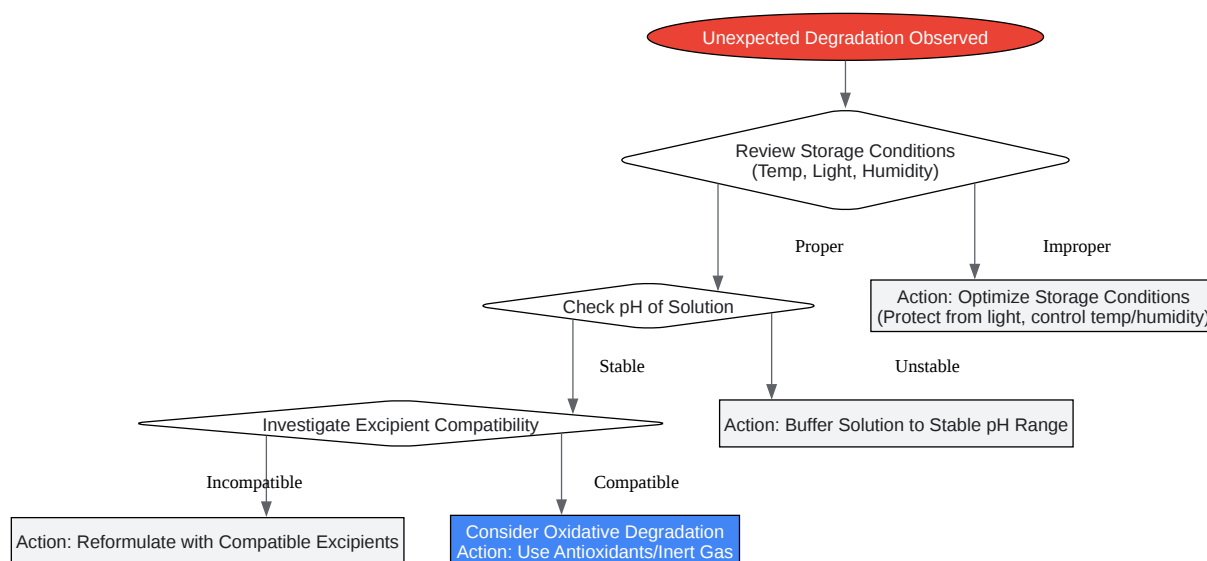 Unexpected Degradation Observed
Review Storage Conditions
(Temp, Light, Humidity)
Proper
Improper
Action: Optimize Storage Conditions
(Protect from light, control temp/humidity)
Check pH of Solution
Stable
Unstable
Action: Buffer Solution to Stable pH Range
Investigate Excipient Compatibility
Incompatible
Compatible
Action: Reformulate with Compatible Excipients
Consider Oxidative Degradation
Action: Use Antioxidants/Inert Gas